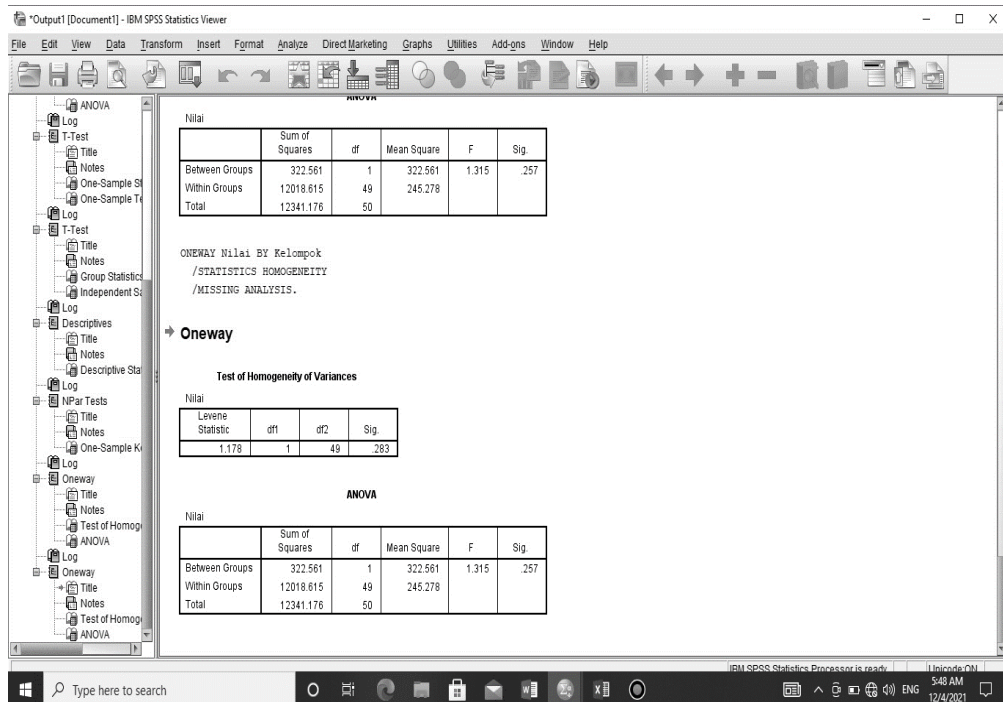 *Output1 [Document1] - IBM SPSS Statistics Viewer
File Edit View Data Transform Insert Format Analyze Direct Marketing Graphs Utilities Add-ons Window Help
ANOVA
Log
T-Test
Title
Notes
One-Sample St
One-Sample Te
Log
T-Test
Title
Notes
Group Statistics
Independent Sa
Log
Descriptives
Title
Notes
Descriptive Stat
Log
NPar Tests
Title
Notes
One-Sample Ko
Log
Oneway
Title
Notes
Test of Homoge
ANOVA
Log
Oneway
Title
Notes
Test of Homoge
ANOVA
ANOVA
Nilai
Sum of Squares df Mean Square F Sig.
Between Groups 322.561 1 322.561 1.315 .257
Within Groups 12018.615 49 245.278
Total 12341.176 50
ONEWAY Nilai BY Kelompok
/STATISTICS HOMOGENEITY
/MISSING ANALYSIS.
Oneway
Test of Homogeneity of Variances
Nilai
Levene Statistic df1 df2 Sig.
1.178 1 49 .283
ANOVA
Nilai
Sum of Squares df Mean Square F Sig.
Between Groups 322.561 1 322.561 1.315 .257
Within Groups 12018.615 49 245.278
Total 12341.176 50
IBM SPSS Statistics Processor is ready Unicode:ON
Type here to search
ENG
5:48 AM
12/4/2021